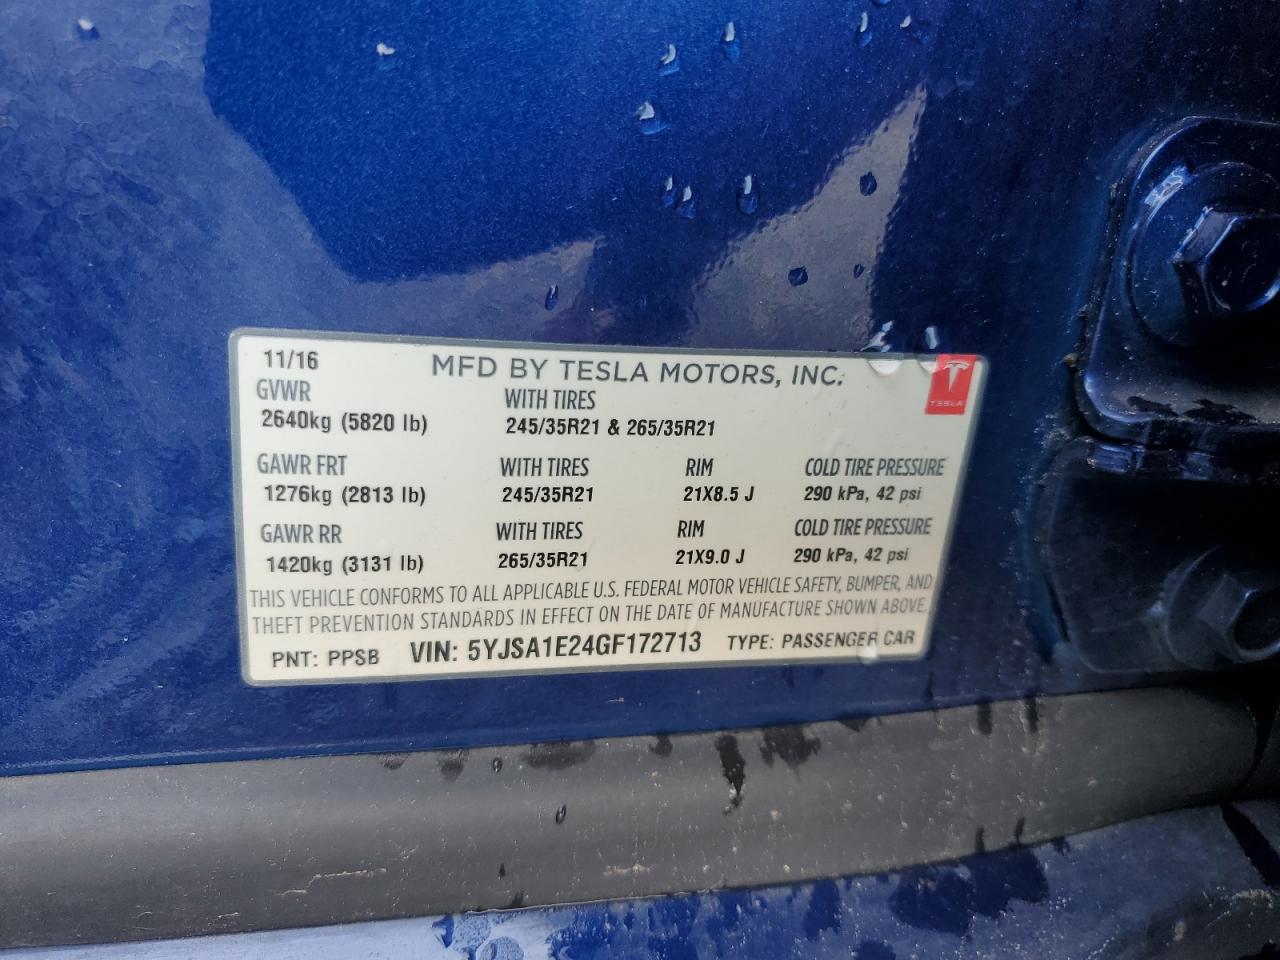 11/16 MFD BY TESLA MOTORS, INC.
TESLA
GVWR WITH TIRES
2640kg (5820 lb) 245/35R21 & 265/35R21
GAWR FRT WITH TIRES RIM COLD TIRE PRESSURE
1276kg (2813 lb) 245/35R21 21X8.5 J 290 kPa, 42 psi
GAWR RR WITH TIRES RIM COLD TIRE PRESSURE
1420kg (3131 lb) 265/35R21 21X9.0 J 290 kPa, 42 psi
THIS VEHICLE CONFORMS TO ALL APPLICABLE U.S. FEDERAL MOTOR VEHICLE SAFETY, BUMPER, AND
THEFT PREVENTION STANDARDS IN EFFECT ON THE DATE OF MANUFACTURE SHOWN ABOVE.
PNT: PPSB VIN: 5YJSA1E24GF172713 TYPE: PASSENGER CAR